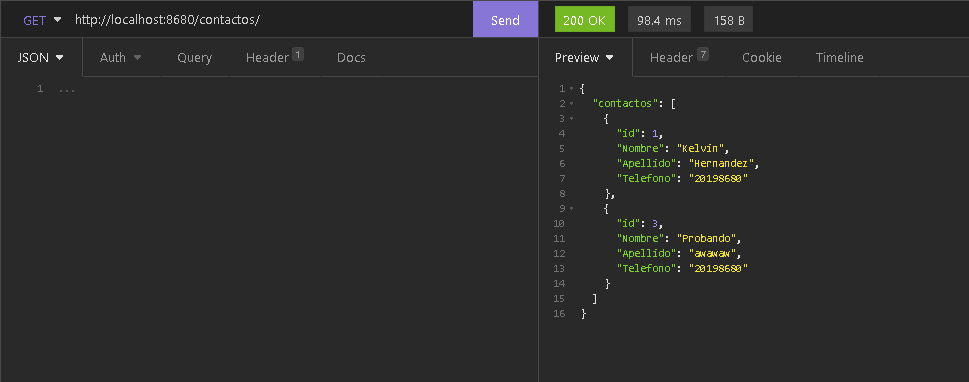 GET http://localhost:8680/contactos/ Send 200 OK 98.4 ms 158 B
JSON Auth Query Header 1 Docs Preview Header 7 Cookie Timeline
1 ...
1 {
2 "contactos": [
3 {
4 "id": 1,
5 "Nombre": "Kelvin",
6 "Apellido": "Hernandez",
7 "Telefono": "20190680"
8 },
9 {
10 "id": 3,
11 "Nombre": "Probando",
12 "Apellido": "awawaw",
13 "Telefono": "20190680"
14 }
15 ]
16 }